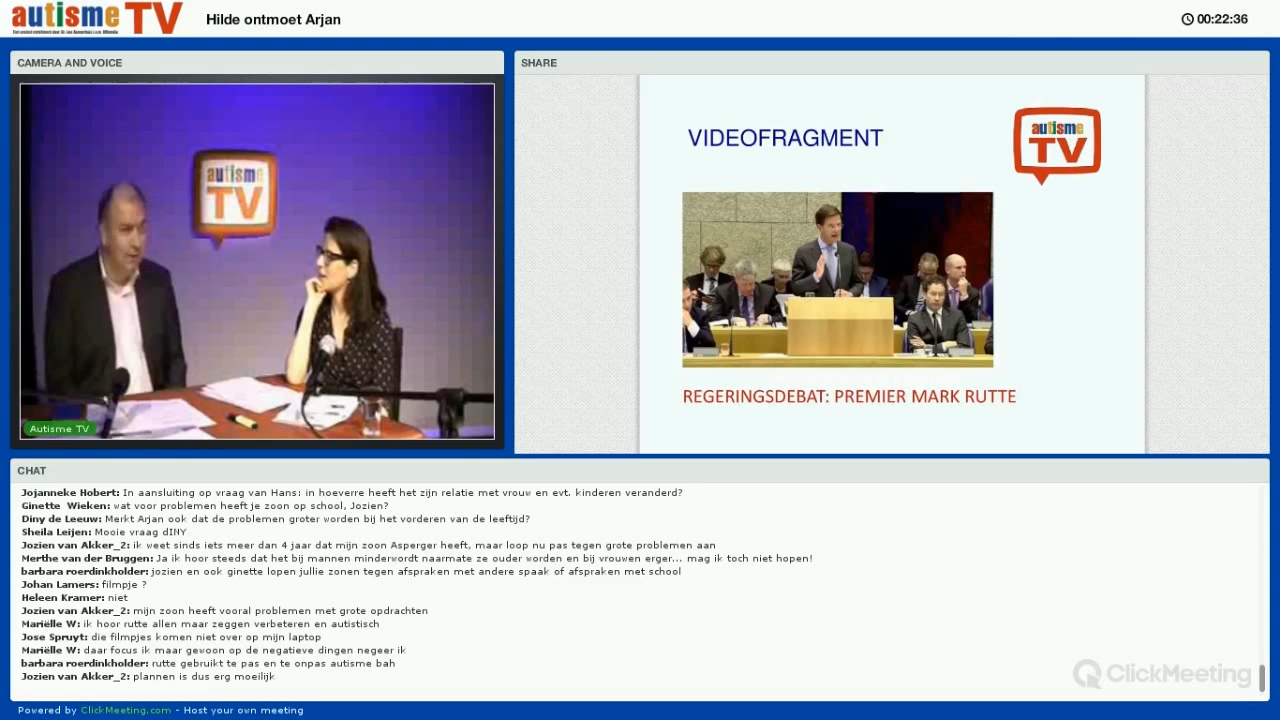 autisme TV
Hilde ontmoet Arjan
00:22:36
CAMERA AND VOICE
SHARE
autisme
TV
Autisme TV
VIDEOFRAGMENT
autisme
TV
REGERINGSDEBAT: PREMIER MARK RUTTE
CHAT
Jojanneke Hobert: In aansluiting op vraag van Hans: in hoeverre heeft het zijn relatie met vrouw en evt. kinderen veranderd?
Ginette Wieken: wat voor problemen heeft je zoon op school, Jozien?
Diny de Leeuw: Merkt Arjan ook dat de problemen groter worden bij het vorderen van de leeftijd?
Sheila Leijen: Mooie vraag dINY
Jozien van Akker_2: ik weet sinds iets meer dan 4 jaar dat mijn zoon Asperger heeft, maar loop nu pas tegen grote problemen aan
Merthe van der Bruggen: Ja ik hoor steeds dat het bij mannen minderwordt naarmate ze ouder worden en bij vrouwen erger... mag ik toch niet hopen!
barbara roerdinkholder: jozien en ook ginette lopen jullie zonen tegen afspraken met andere spaak of afspraken met school
Johan Lamers: filmpje ?
Heleen Kramer: niet
Jozien van Akker_2: mijn zoon heeft vooral problemen met grote opdrachten
Mariëlle W: ik hoor rutte allen maar zeggen verbeteren en autistisch
Jose Spruyt: die filmpjes komen niet over op mijn laptop
Mariëlle W: daar focus ik maar gewoon op de negatieve dingen negeer ik
barbara roerdinkholder: rutte gebruikt te pas en te onpas autisme bah
Jozien van Akker_2: plannen is dus erg moeilijk
ClickMeeting
Powered by ClickMeeting.com - Host your own meeting